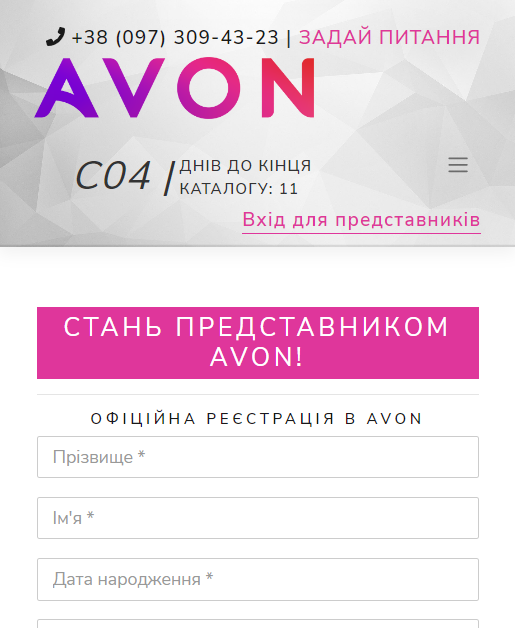 +38 (097) 309-43-23 | ЗАДАЙ ПИТАННЯ
AVON
C04 | ДНІВ ДО КІНЦЯ
КАТАЛОГУ: 11
Вхід для представників
СТАНЬ ПРЕДСТАВНИКОМ
AVON!
ОФІЦІЙНА РЕЄСТРАЦІЯ В AVON
Прізвище *
Ім'я *
Дата народження *